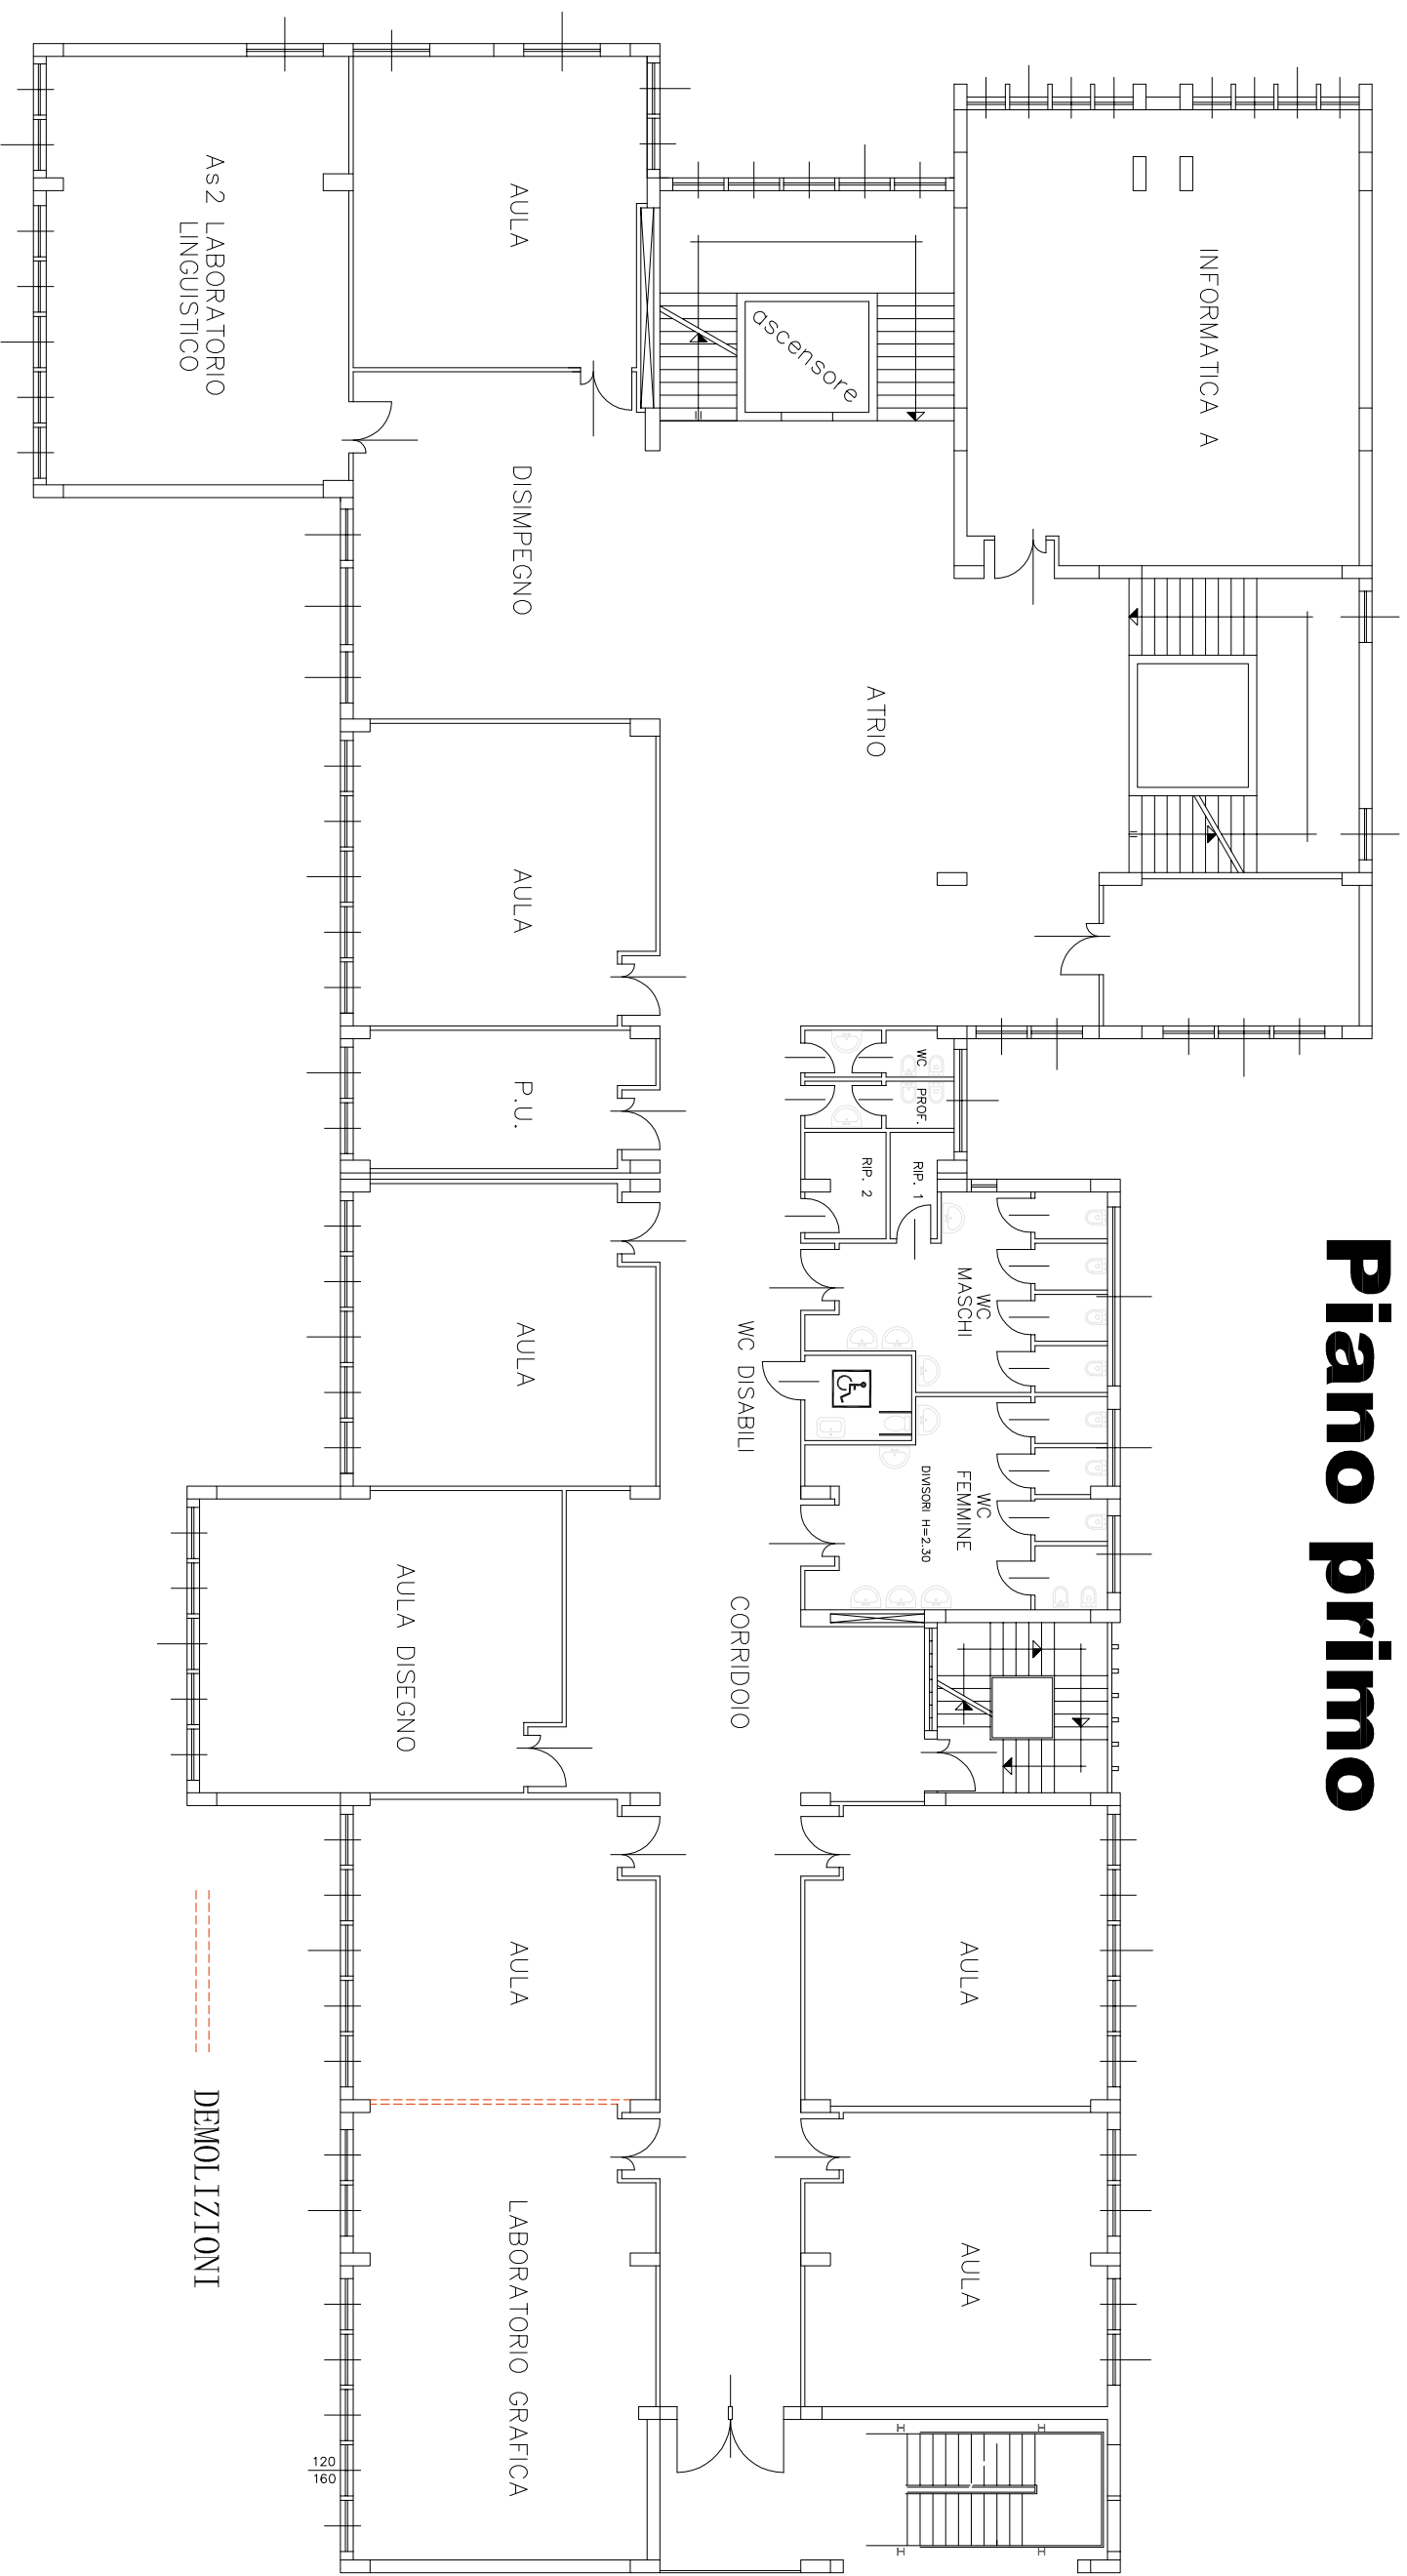 Piano primo
INFORMATICA A
ascensore
AULA
As2 LABORATORIO
LINGUISTICO
DISIMPEGNO
ATRIO
AULA
WC PROF.
P.U.
RIP. 1
RIP. 2
WC
MASCHI
AULA
WC DISABILI
WC
FEMMINE
DIVISORI H=2.30
AULA DISEGNO
CORRIDOIO
AULA
AULA
AULA
LABORATORIO GRAFICA
120
160
DEMOLIZIONI